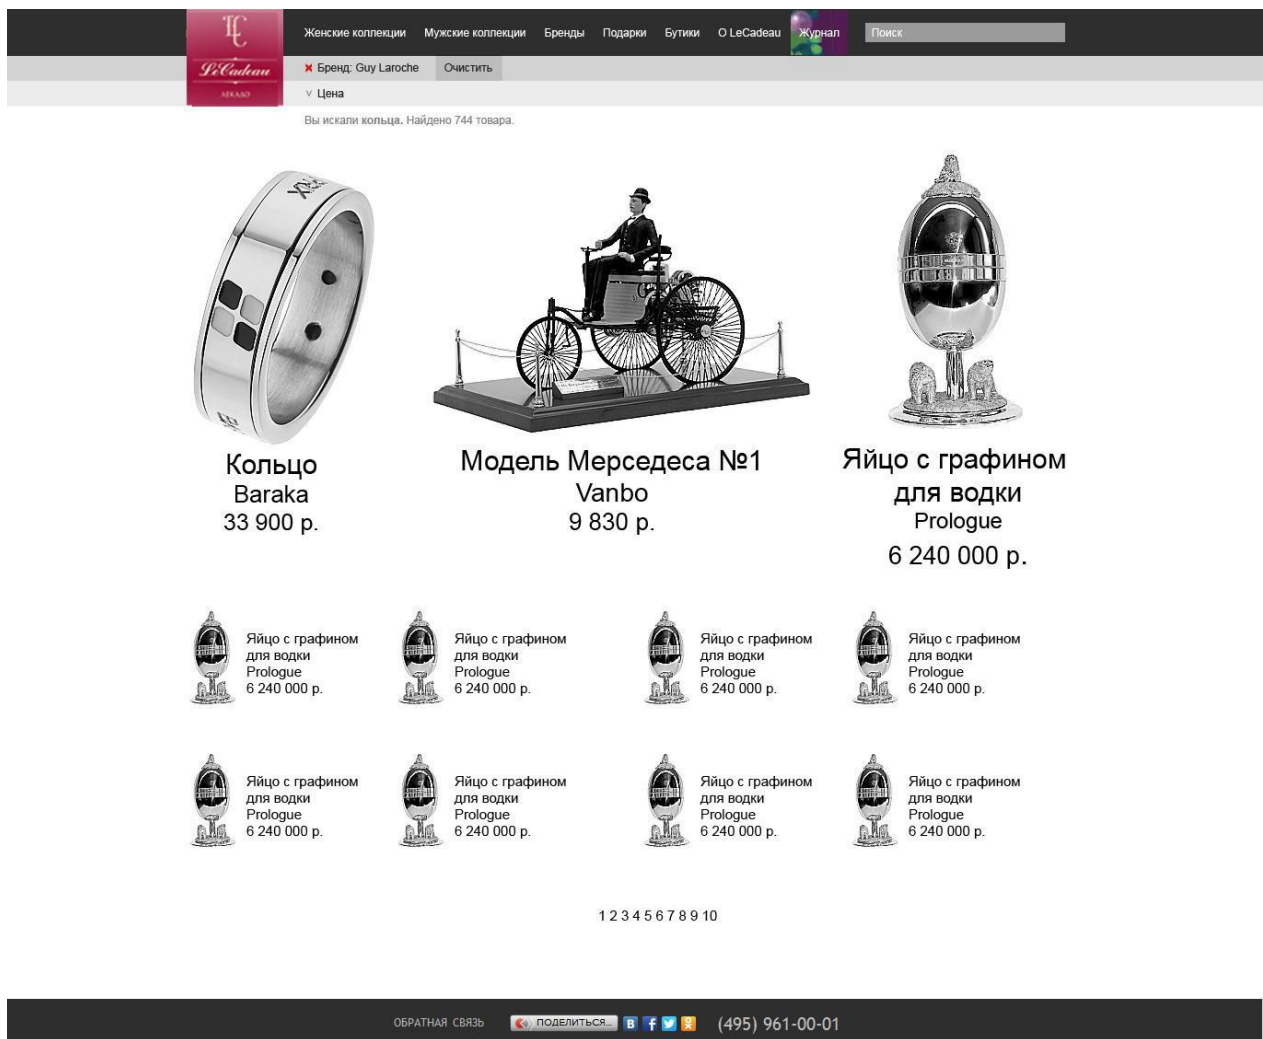 Женские коллекции Мужские коллекции Бренды Подарки Бутики О LeCadeau Журнал Поиск
LeCadeau
ЛЕКАДО
Бренд: Guy Laroche Очистить
Цена
Вы искали кольца. Найдено 744 товара.
Кольцо
Baraka
33 900 р.
Модель Мерседеса №1
Vanbo
9 830 р.
Яйцо с графином
для водки
Prologue
6 240 000 р.
Яйцо с графином
для водки
Prologue
6 240 000 р.
Яйцо с графином
для водки
Prologue
6 240 000 р.
Яйцо с графином
для водки
Prologue
6 240 000 р.
Яйцо с графином
для водки
Prologue
6 240 000 р.
Яйцо с графином
для водки
Prologue
6 240 000 р.
Яйцо с графином
для водки
Prologue
6 240 000 р.
Яйцо с графином
для водки
Prologue
6 240 000 р.
Яйцо с графином
для водки
Prologue
6 240 000 р.
1 2 3 4 5 6 7 8 9 10
ОБРАТНАЯ СВЯЗЬ ПОДЕЛИТЬСЯ... (495) 961-00-01